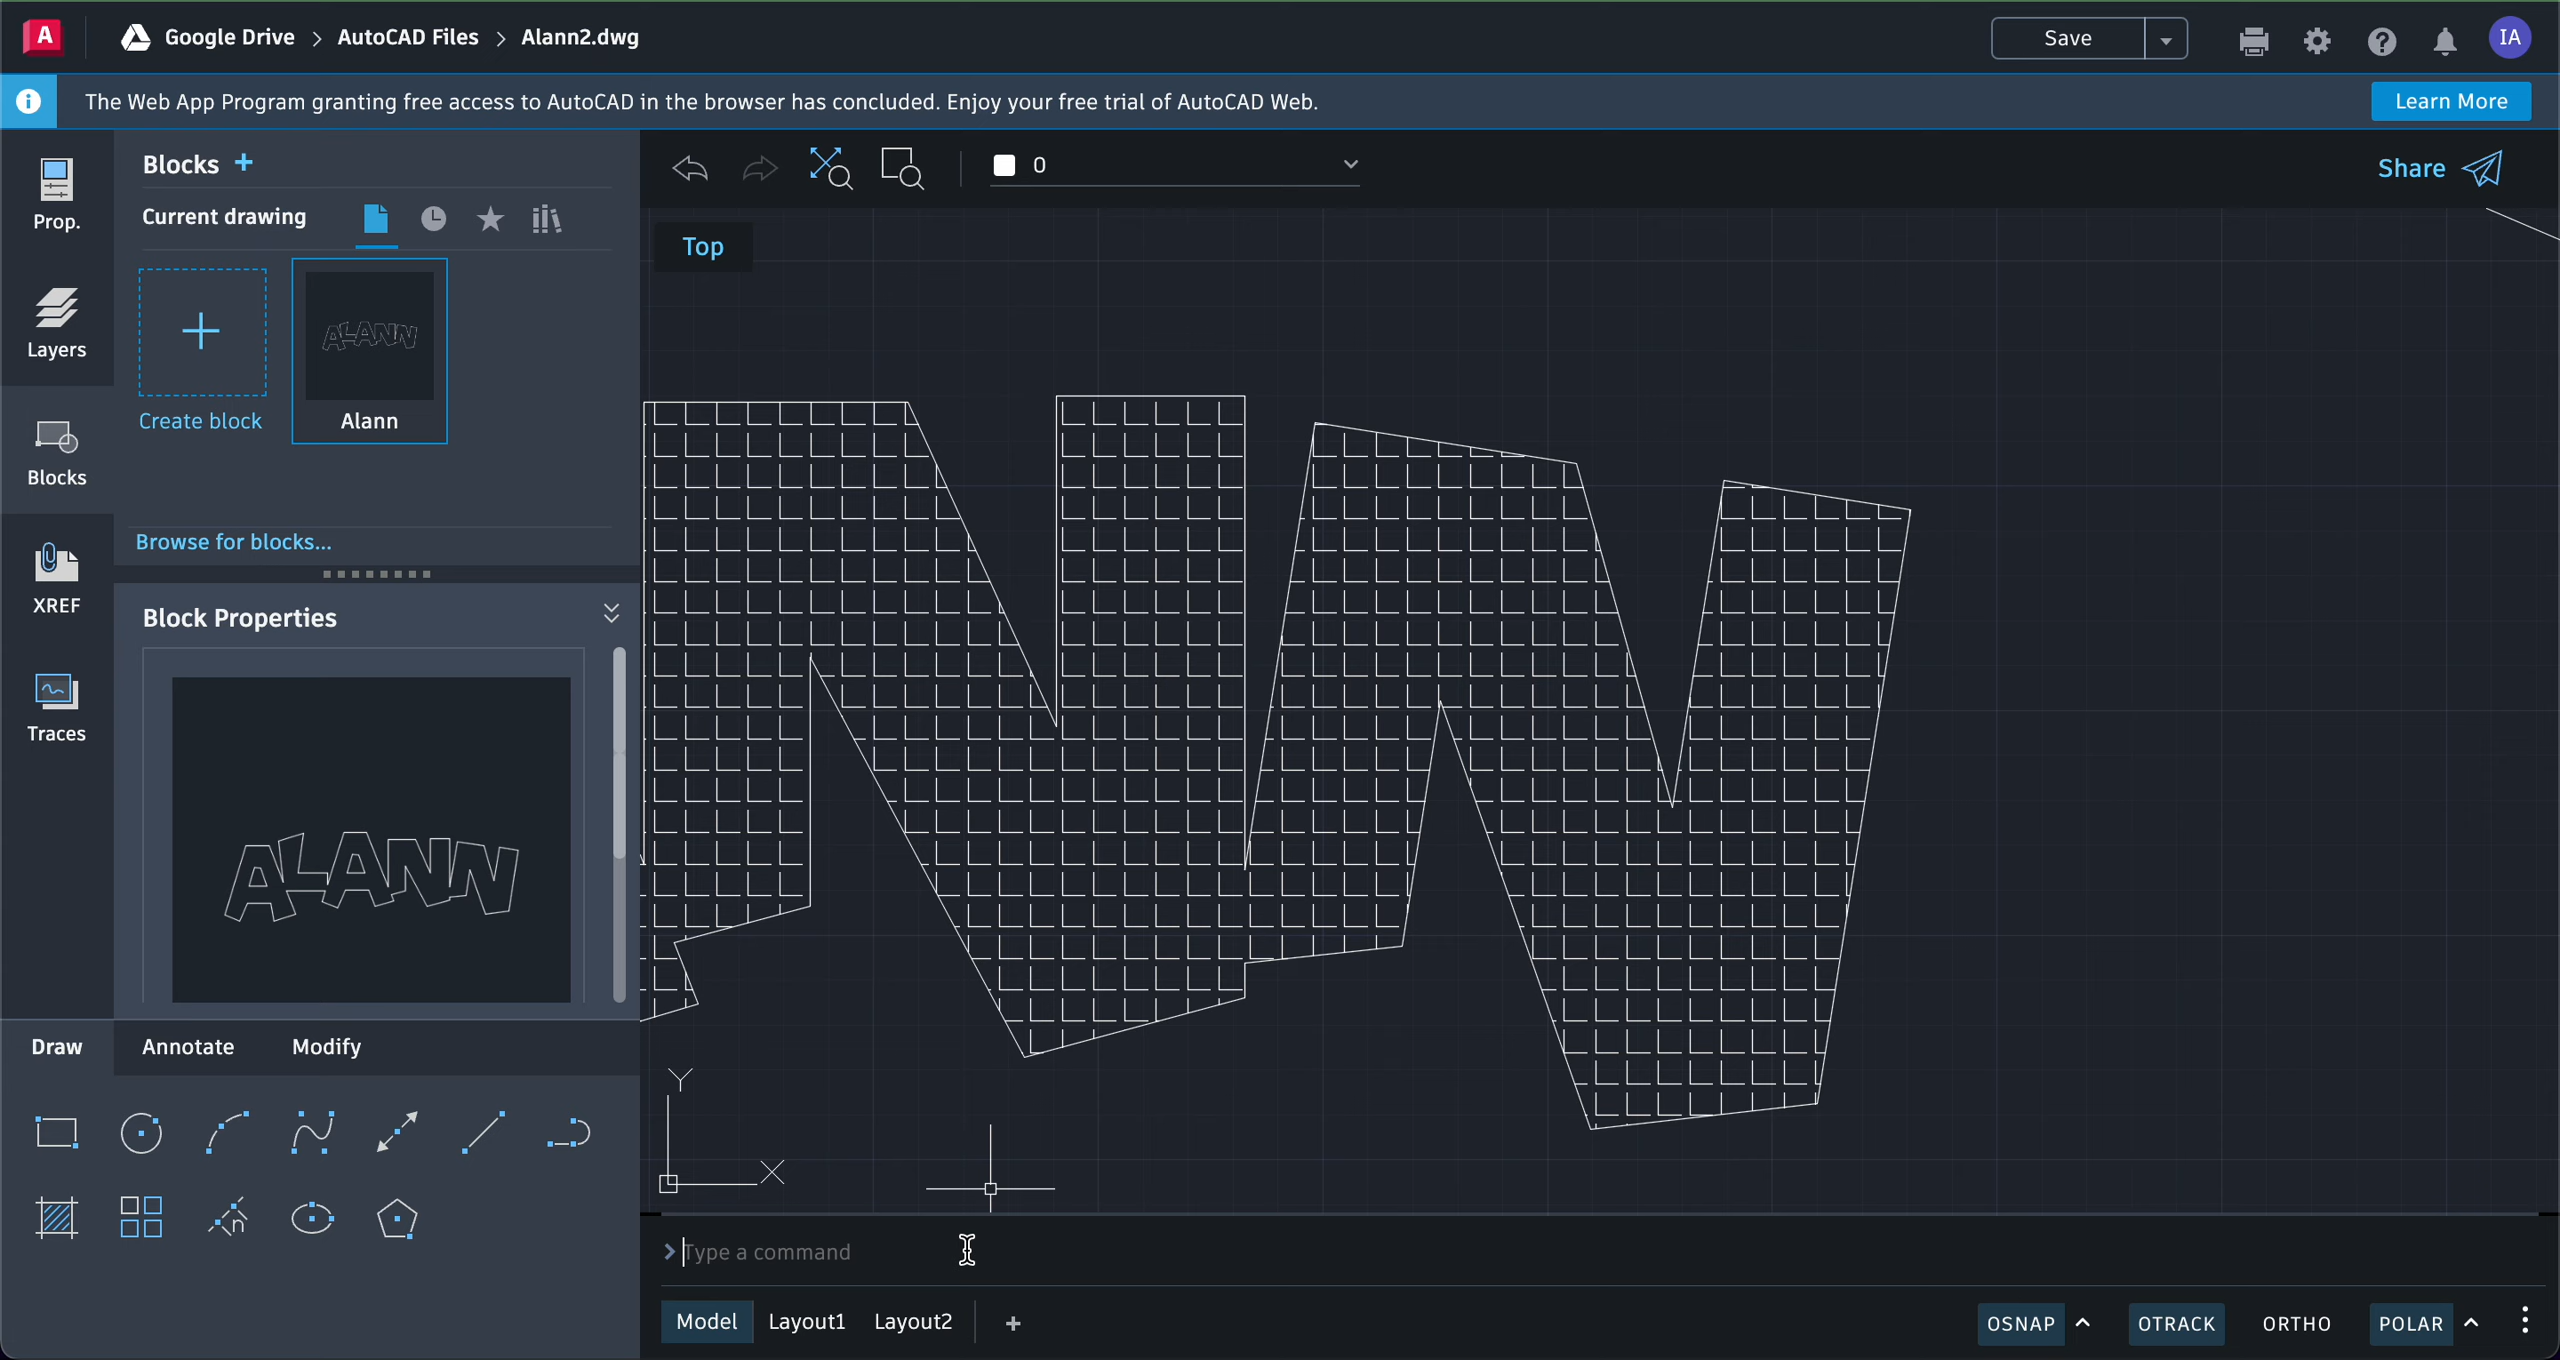 A
Google Drive > AutoCAD Files > Alann2.dwg
Save
IA
The Web App Program granting free access to AutoCAD in the browser has concluded. Enjoy your free trial of AutoCAD Web.
Learn More
Prop.
Layers
Blocks
XREF
Traces
Blocks +
Current drawing
ALANN
Create block
Alann
Browse for blocks...
Block Properties
ALANN
0
Share
Top
Y
X
Draw
Annotate
Modify
n
> Type a command
Model
Layout1
Layout2
+
OSNAP
OTRACK
ORTHO
POLAR